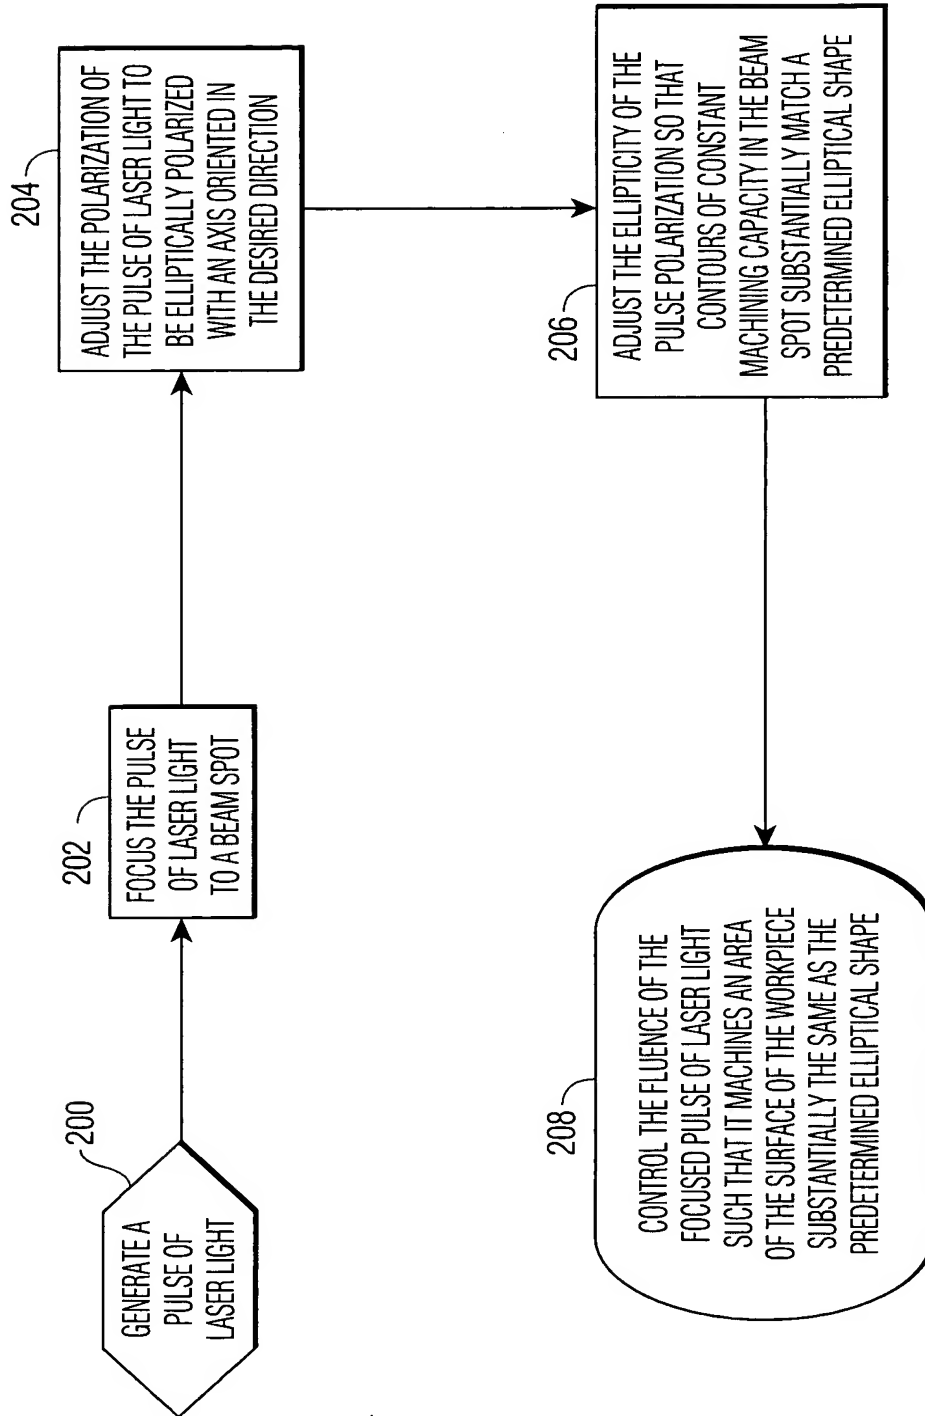 200
GENERATE A
PULSE OF
LASER LIGHT
202
FOCUS THE PULSE
OF LASER LIGHT
TO A BEAM SPOT
204
ADJUST THE POLARIZATION OF
THE PULSE OF LASER LIGHT TO
BE ELLIPTICALLY POLARIZED
WITH AN AXIS ORIENTED IN
THE DESIRED DIRECTION
206
ADJUST THE ELLIPTICITY OF THE
PULSE POLARIZATION SO THAT
CONTOURS OF CONSTANT
MACHINING CAPACITY IN THE BEAM
SPOT SUBSTANTIALLY MATCH A
PREDETERMINED ELLIPTICAL SHAPE
208
CONTROL THE FLUENCE OF THE
FOCUSED PULSE OF LASER LIGHT
SUCH THAT IT MACHINES AN AREA
OF THE SURFACE OF THE WORKPIECE
SUBSTANTIALLY THE SAME AS THE
PREDETERMINED ELLIPTICAL SHAPE